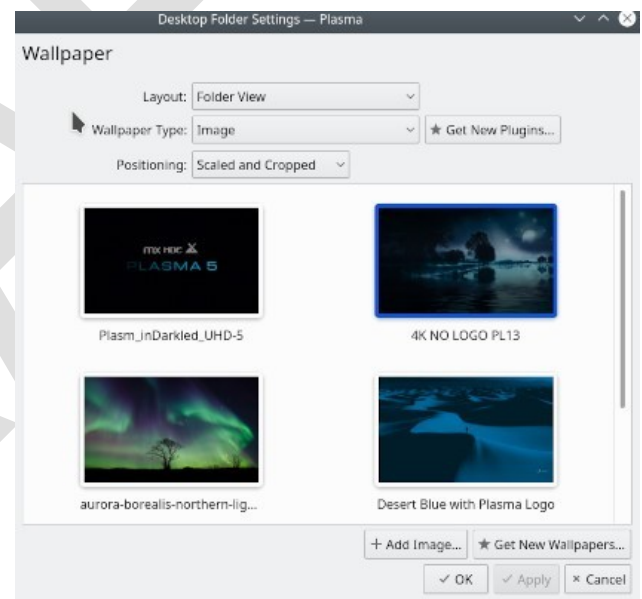 Desktop Folder Settings — Plasma
Wallpaper
Layout: Folder View
Wallpaper Type: Image ★ Get New Plugins...
Positioning: Scaled and Cropped
PLASMA 5
Plasm_inDarkled_UHD-5 4K NO LOGO PL13
aurora-borealis-northern-lig... Desert Blue with Plasma Logo
+ Add Image... ★ Get New Wallpapers...
✓ OK ✓ Apply × Cancel